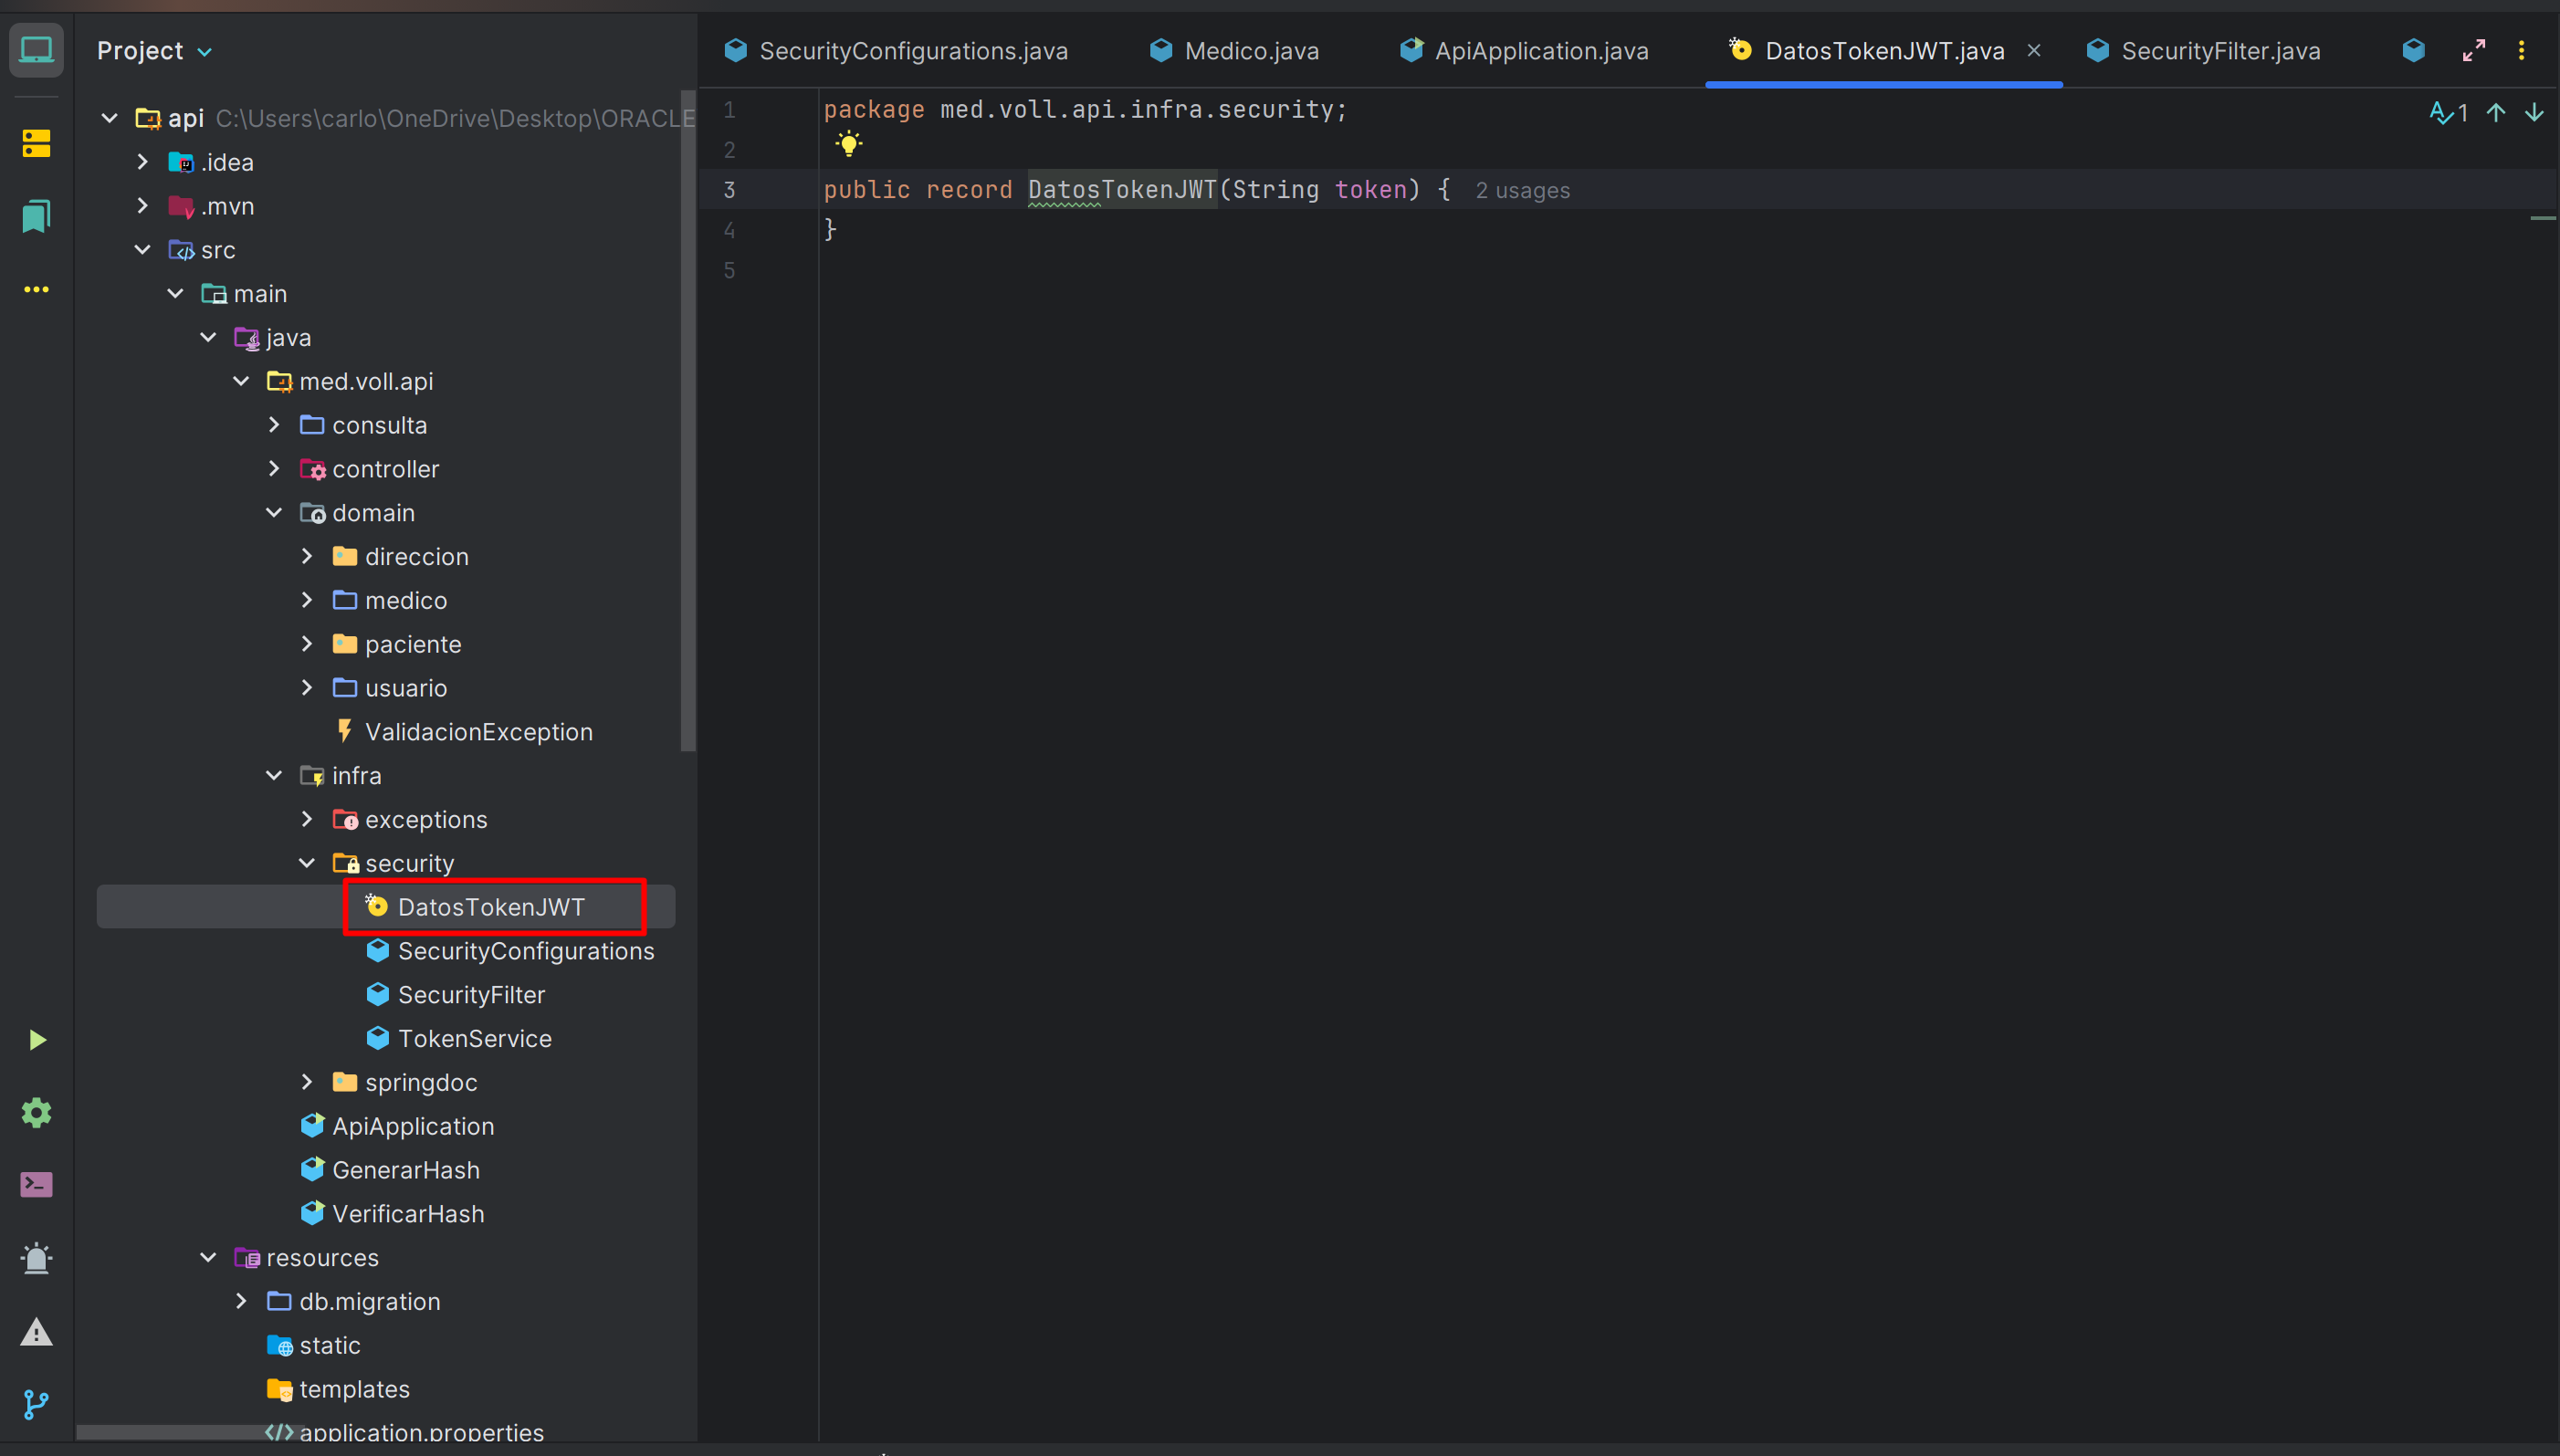 Project
api C:\Users\carlo\OneDrive\Desktop\ORACLE
.idea
.mvn
src
main
java
med.voll.api
consulta
controller
domain
direccion
medico
paciente
usuario
ValidacionException
infra
exceptions
security
DatosTokenJWT
SecurityConfigurations
SecurityFilter
TokenService
springdoc
ApiApplication
GenerarHash
VerificarHash
resources
db.migration
static
templates
application.properties
SecurityConfigurations.java Medico.java ApiApplication.java DatosTokenJWT.java SecurityFilter.java
1 package med.voll.api.infra.security;
2
3 public record DatosTokenJWT(String token) { 2 usages
4 }
5
1